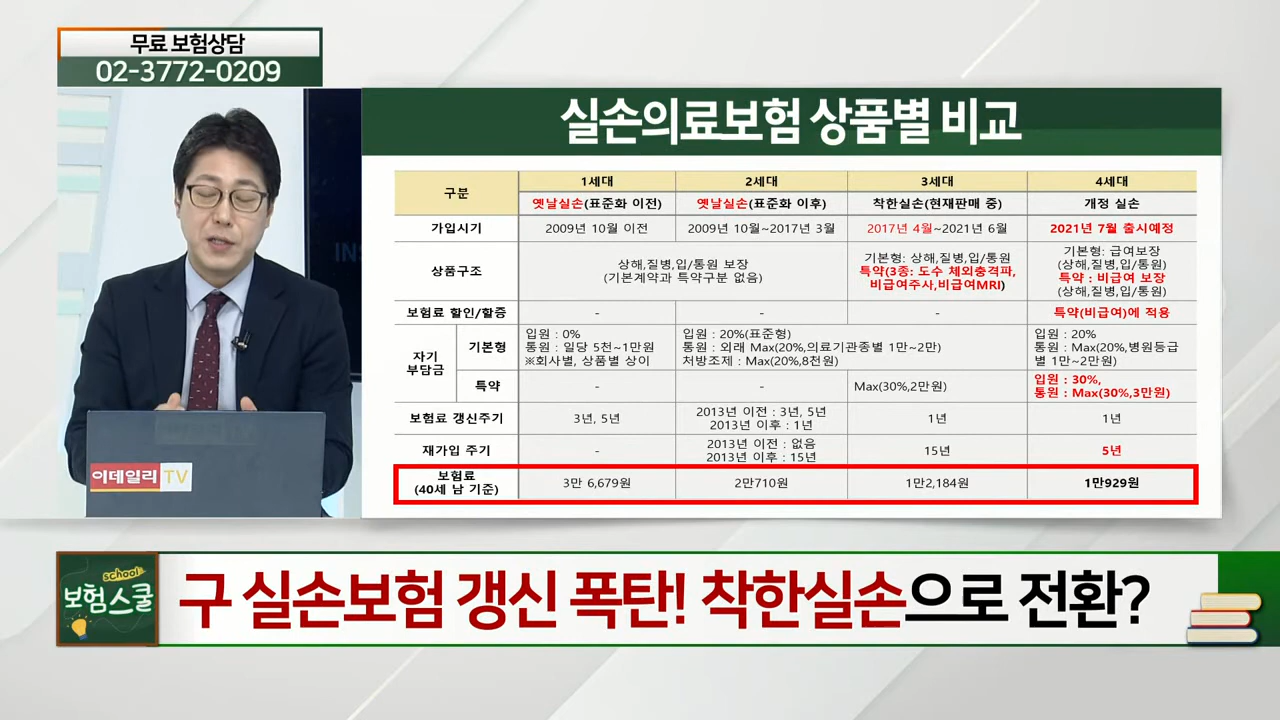 무료 보험상담
02-3772-0209
실손의료보험 상품별 비교
구분
1세대
2세대
3세대
4세대
옛날실손(표준화 이전)
옛날실손(표준화 이후)
착한실손(현재판매 중)
개정 실손
가입시기
2009년 10월 이전
2009년 10월~2017년 3월
2017년 4월~2021년 6월
2021년 7월 출시예정
상품구조
상해,질병,입/통원 보장
(기본계약과 특약구분 없음)
기본형: 상해,질병,입/통원
특약(3종: 도수 체외충격파,
비급여주사,비급여MRI)
기본형: 급여보장
(상해,질병,입/통원)
특약 : 비급여 보장
(상해,질병,입/통원)
보험료 할인/할증
-
-
-
특약(비급여)에 적용
자기
부담금
기본형
입원 : 0%
통원 : 일당 5천~1만원
※회사별, 상품별 상이
입원 : 20%(표준형)
통원 : 외래 Max(20%,의료기관종별 1만~2만)
처방조제 : Max(20%,8천원)
입원 : 20%
통원 : Max(20%,병원등급
별 1만~2만원)
특약
-
-
Max(30%,2만원)
입원 : 30%,
통원 : Max(30%,3만원)
보험료 갱신주기
3년, 5년
2013년 이전 : 3년, 5년
2013년 이후 : 1년
1년
1년
재가입 주기
-
2013년 이전 : 없음
2013년 이후 : 15년
15년
5년
보험료
(40세 남 기준)
3만 6,679원
2만710원
1만2,184원
1만929원
이데일리 TV
school
보험스쿨
구 실손보험 갱신 폭탄! 착한실손으로 전환?